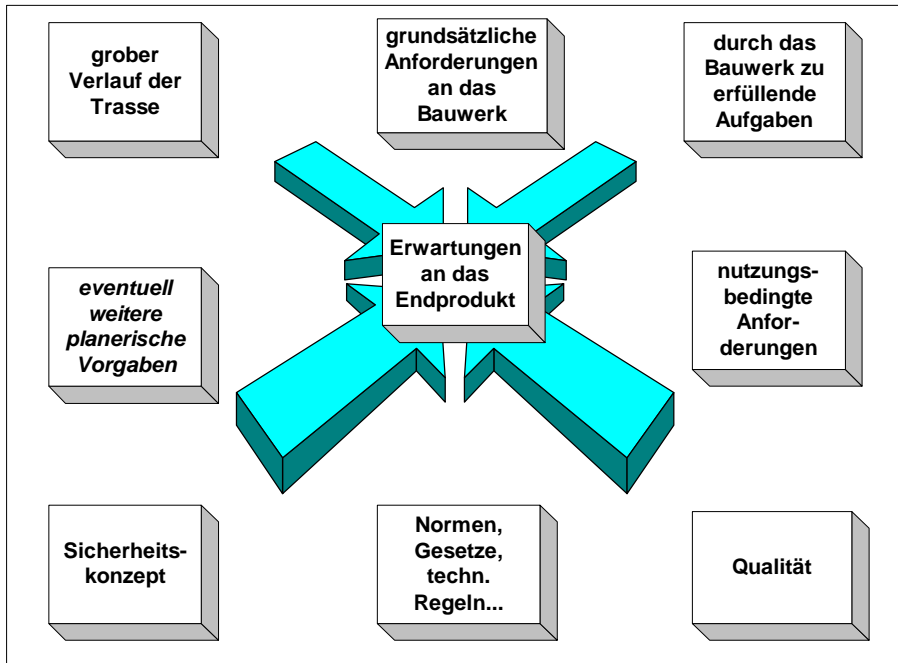 grober
Verlauf der
Trasse
grundsätzliche
Anforderungen
an das
Bauwerk
durch das
Bauwerk zu
erfüllende
Aufgaben
eventuell
weitere
planerische
Vorgaben
Erwartungen
an das
Endprodukt
nutzungs-
bedingte
Anfor-
derungen
Sicherheits-
konzept
Normen,
Gesetze,
techn.
Regeln...
Qualität